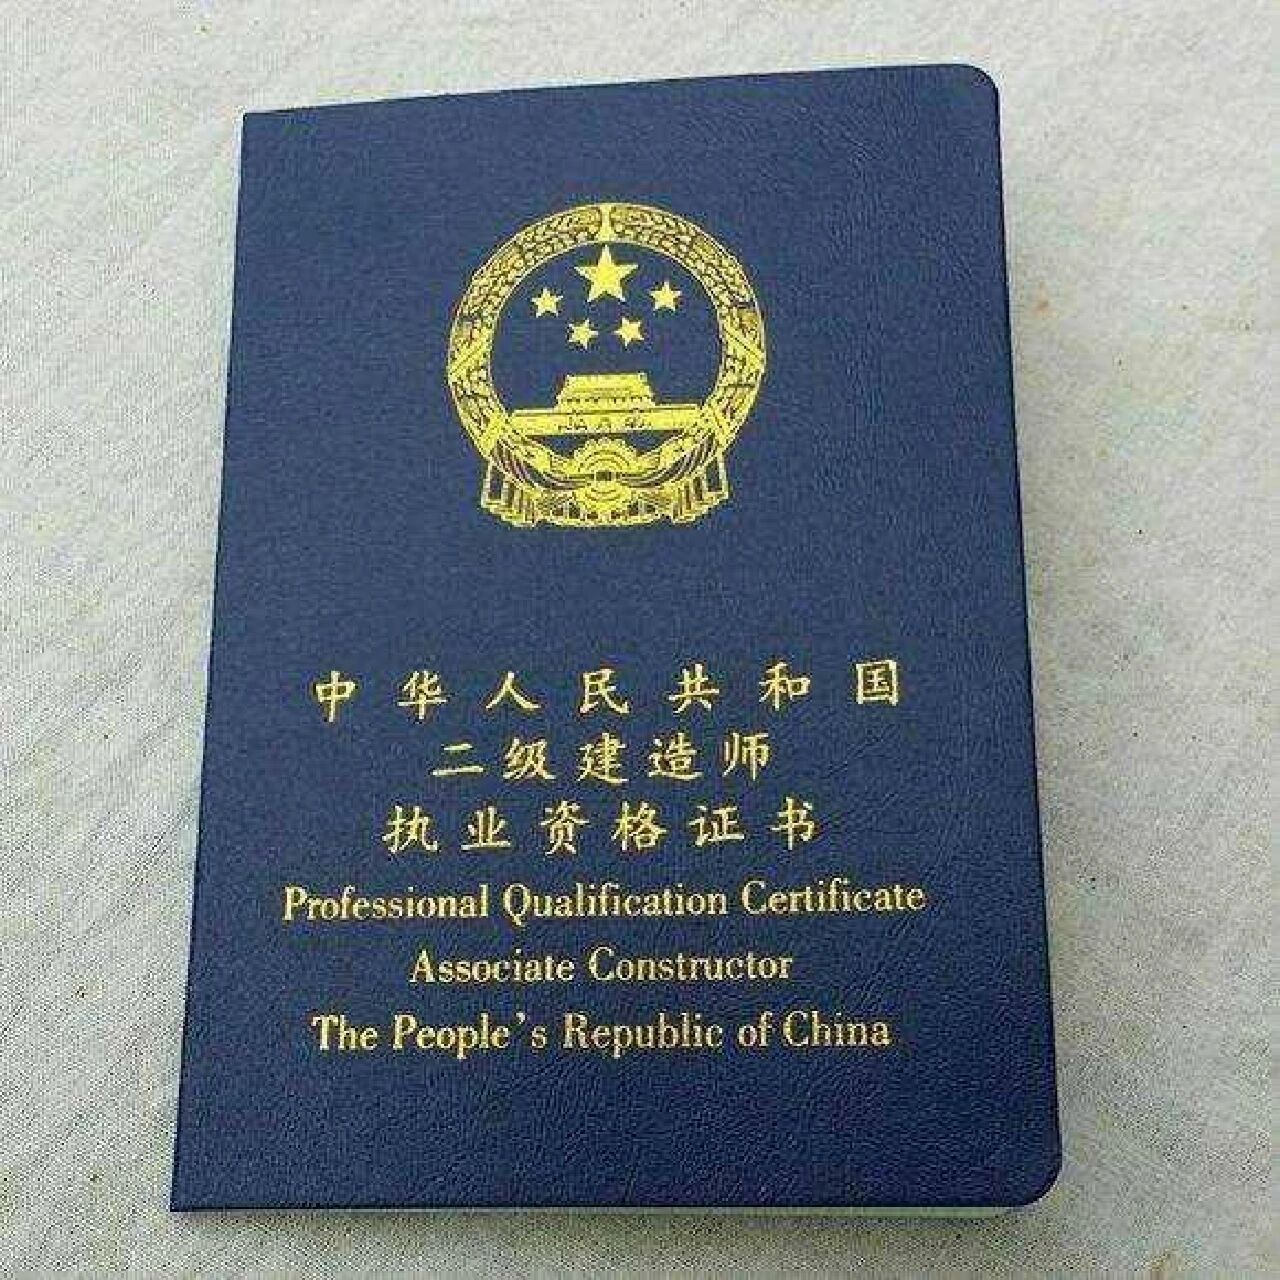 中华人民共和国
二级建造师
执业资格证书
Professional Qualification Certificate
Associate Constructor
The People's Republic of China